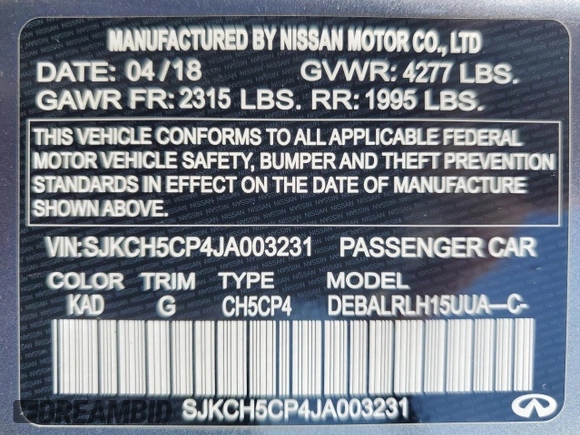 MANUFACTURED BY NISSAN MOTOR CO., LTD
DATE: 04/18 GVWR: 4277 LBS.
GAWR FR: 2315 LBS. RR: 1995 LBS.
THIS VEHICLE CONFORMS TO ALL APPLICABLE FEDERAL
MOTOR VEHICLE SAFETY, BUMPER AND THEFT PREVENTION
STANDARDS IN EFFECT ON THE DATE OF MANUFACTURE
SHOWN ABOVE.
VIN:SJKCH5CP4JA003231 PASSENGER CAR
COLOR TRIM TYPE MODEL
KAD G CH5CP4 DEBALRLH15UUA—C-
SJKCH5CP4JA003231
DREAMBID